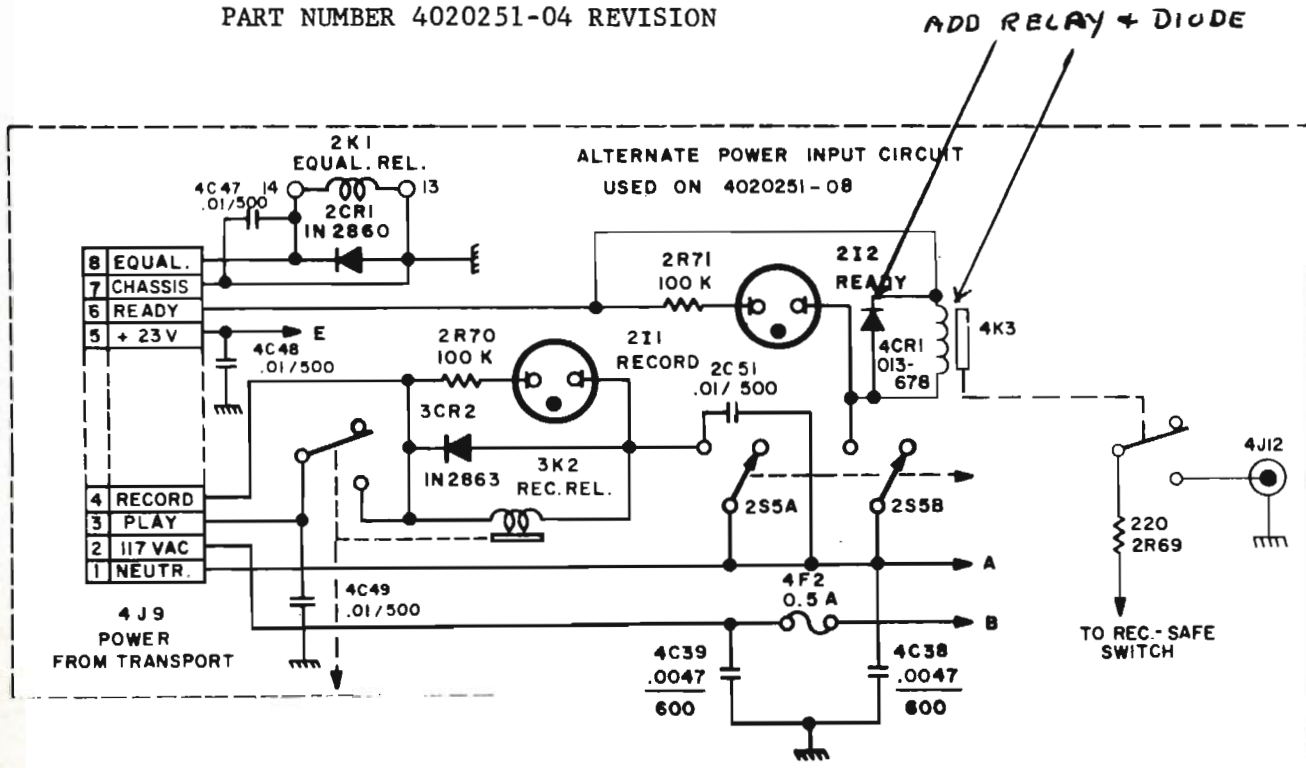 PART NUMBER 4020251-04 REVISION
ADD RELAY + DIODE
2K1
EQUAL. REL.
4C47
.01/500
14
13
2CR1
IN 2860
ALTERNATE POWER INPUT CIRCUIT
USED ON 4020251-08
8 EQUAL.
7 CHASSIS
6 READY
5 +23V
4 RECORD
3 PLAY
2 117 VAC
1 NEUTR.
4J9
POWER
FROM TRANSPORT
E
4C48
.01/500
2R70
100 K
2I1
RECORD
3CR2
IN2863
3K2
REC. REL.
4C49
.01/500
2R71
100 K
2I2
READY
4CR1
013-
678
4K3
2C51
.01/ 500
2S5A
2S5B
A
4F2
0.5 A
B
4C39
.0047
600
4C38
.0047
600
4J12
220
2R69
TO REC.-SAFE
SWITCH